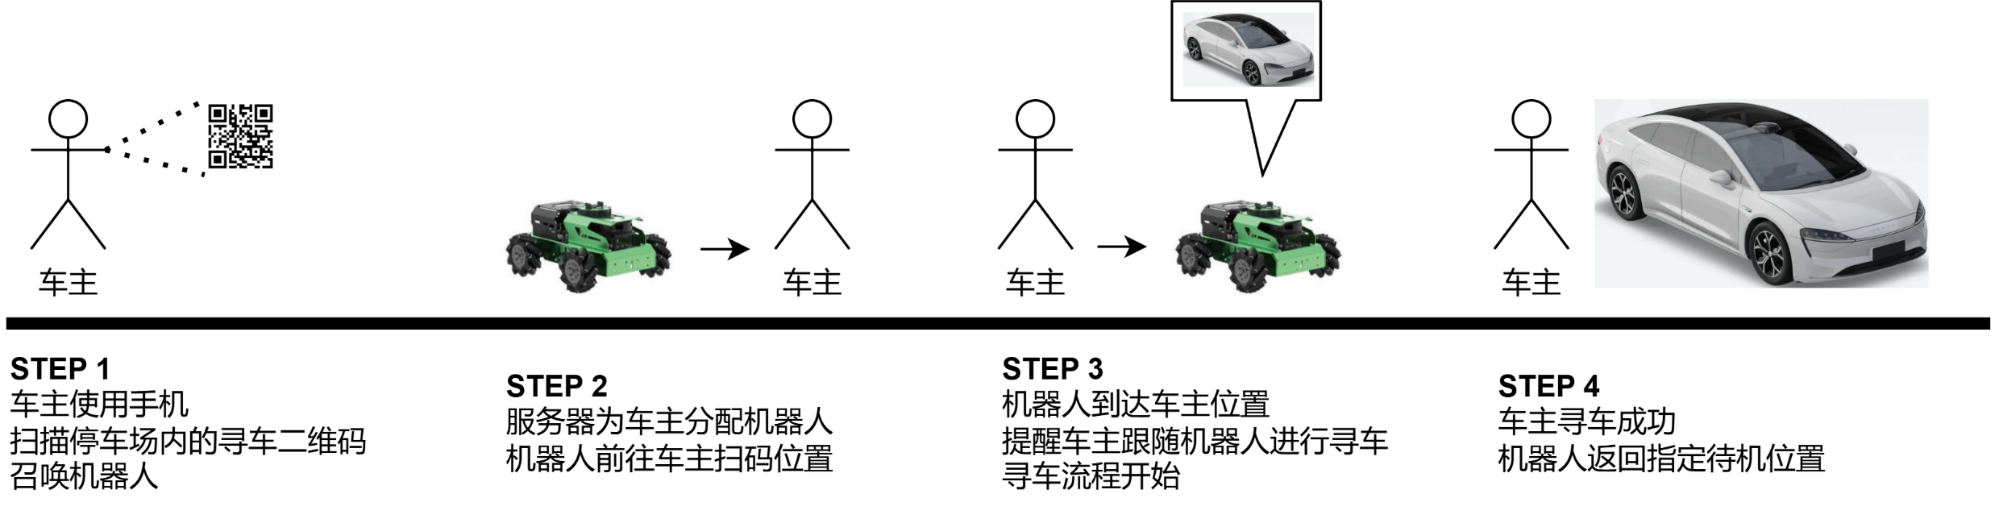 车主
车主
车主
车主
STEP 1
车主使用手机
扫描停车场内的寻车二维码
召唤机器人
STEP 2
服务器为车主分配机器人
机器人前往车主扫码位置
STEP 3
机器人到达车主位置
提醒车主跟随机器人进行寻车
寻车流程开始
STEP 4
车主寻车成功
机器人返回指定待机位置